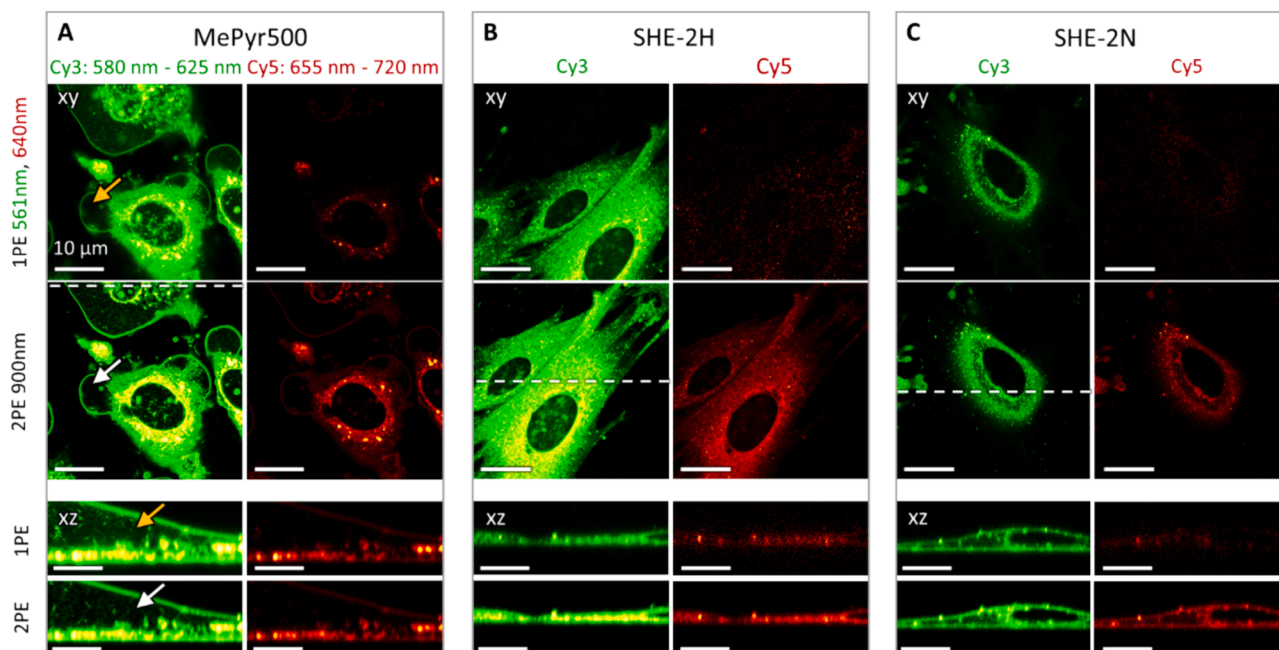 A MePyr500
Cy3: 580 nm - 625 nm Cy5: 655 nm - 720 nm
B SHE-2H
Cy3 Cy5
C SHE-2N
Cy3 Cy5
1PE 561nm, 640nm
xy
10 µm
xy
xy
2PE 900nm
1PE
xz
xz
xz
2PE